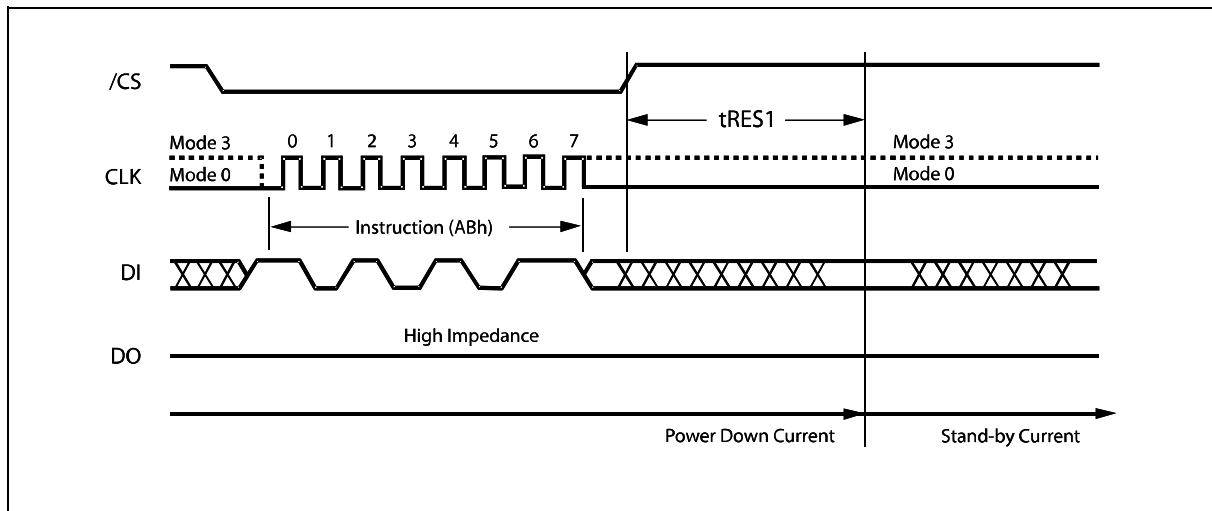 /CS
tRES1
Mode 3 0 1 2 3 4 5 6 7 Mode 3
CLK Mode 0 Mode 0
Instruction (ABh)
DI
High Impedance
DO
Power Down Current Stand-by Current